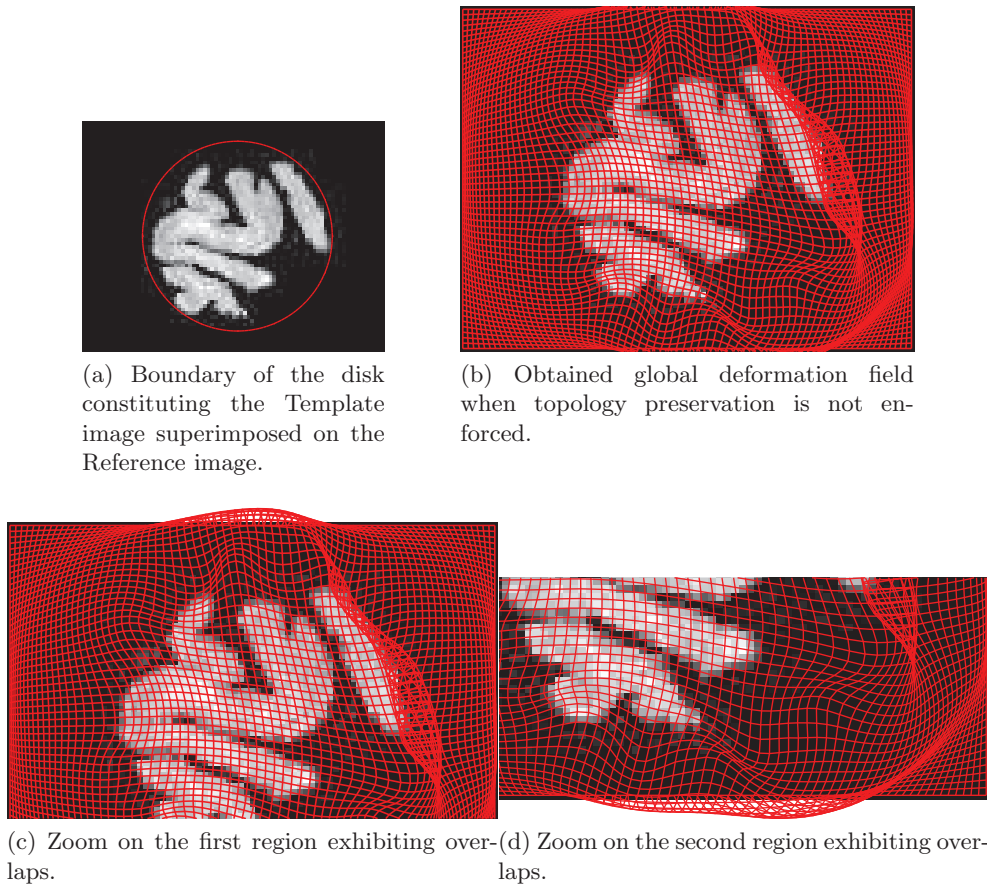 (a) Boundary of the disk
constituting the Template
image superimposed on the
Reference image.
(b) Obtained global deformation field
when topology preservation is not en-
forced.
(c) Zoom on the first region exhibiting over-
laps.
(d) Zoom on the second region exhibiting over-
laps.